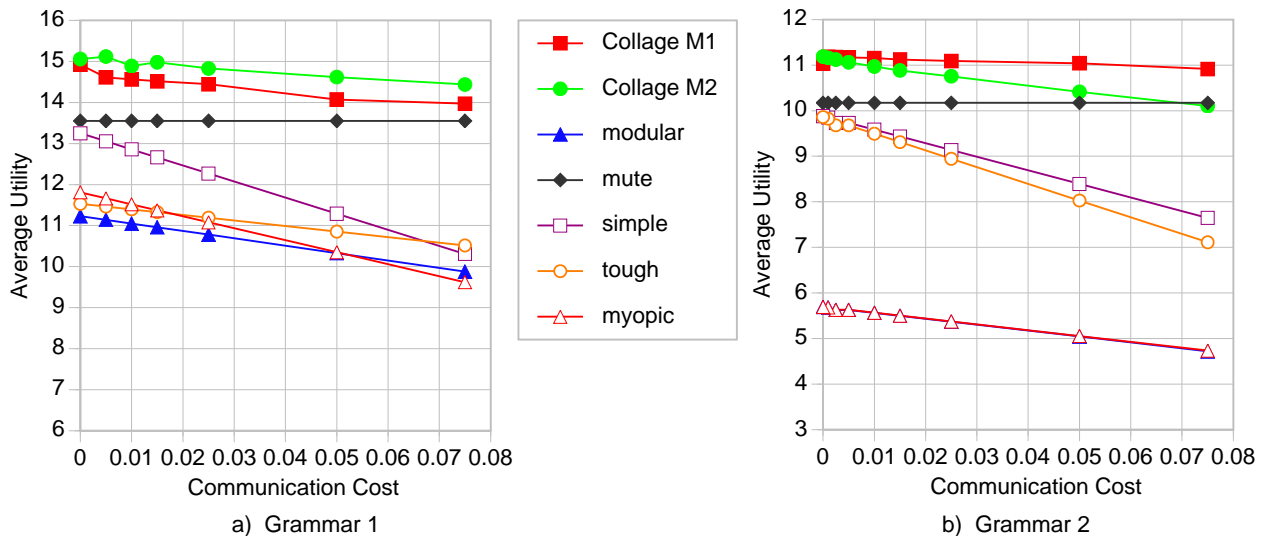 16
15
14
13
12
11
10
9
8
7
6
Average Utility
0 0.01 0.02 0.03 0.04 0.05 0.06 0.07 0.08
Communication Cost
a) Grammar 1
Collage M1
Collage M2
modular
mute
simple
tough
myopic
12
11
10
9
8
7
6
5
4
3
Average Utility
0 0.01 0.02 0.03 0.04 0.05 0.06 0.07 0.08
Communication Cost
b) Grammar 2